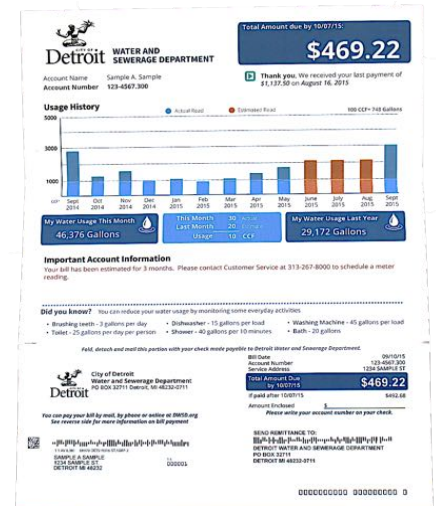 Total Amount due by 10/07/15:
$469.22
CITY OF
Detroit
WATER AND
SEWERAGE DEPARTMENT
Account Name Sample A. Sample
Account Number 123-4567.300
Thank you, We received your last payment of
$1,137.50 on August 16, 2015
Usage History
Actual Read
Estimated Read
100 CCF= 748 Gallons
5000
3000
1000
Sept 2014
Oct 2014
Nov 2014
Dec 2014
Jan 2015
Feb 2015
Mar 2015
Apr 2015
May 2015
June 2015
July 2015
Aug 2015
Sept 2015
My Water Usage This Month
46,376 Gallons
This Month 30
Last Month 20
Usage 10 CCF
My Water Usage Last Year
29,172 Gallons
Important Account Information
Your bill has been estimated for 3 months. Please contact Customer Service at 313-267-8000 to schedule a meter
reading.
Did you know? You can reduce your water usage by monitoring some everyday activities
• Brushing teeth - 3 gallons per day
• Dishwasher - 15 gallons per load
• Washing Machine - 45 gallons per load
• Toilet - 25 gallons per day per person
• Shower - 40 gallons per 10 minutes
• Bath - 20 gallons
Fold, detach and mail this portion with your check made payable to Detroit Water and Sewerage Department.
CITY OF
Detroit
City of Detroit
Water and Sewerage Department
PO BOX 32711 Detroit, MI 48232
Bill Date 09/10/15
Account Number 123-4567.300
Service Address 1234 SAMPLE ST
Total Amount Due
by 10/07/15
$469.22
If paid after 10/07/15 $492.68
Amount Enclosed $
Please write your account number on your check.
You can pay your bill by mail, by phone or online at DWSD.org
See reverse side for more information on bill payment
SAMPLE A SAMPLE
1234 SAMPLE ST
DETROIT MI 48232
000001
SEND REMITTANCE TO:
DETROIT WATER AND SEWERAGE DEPARTMENT
PO BOX 32711
DETROIT MI 48232-0711
0000000000 00000000 0